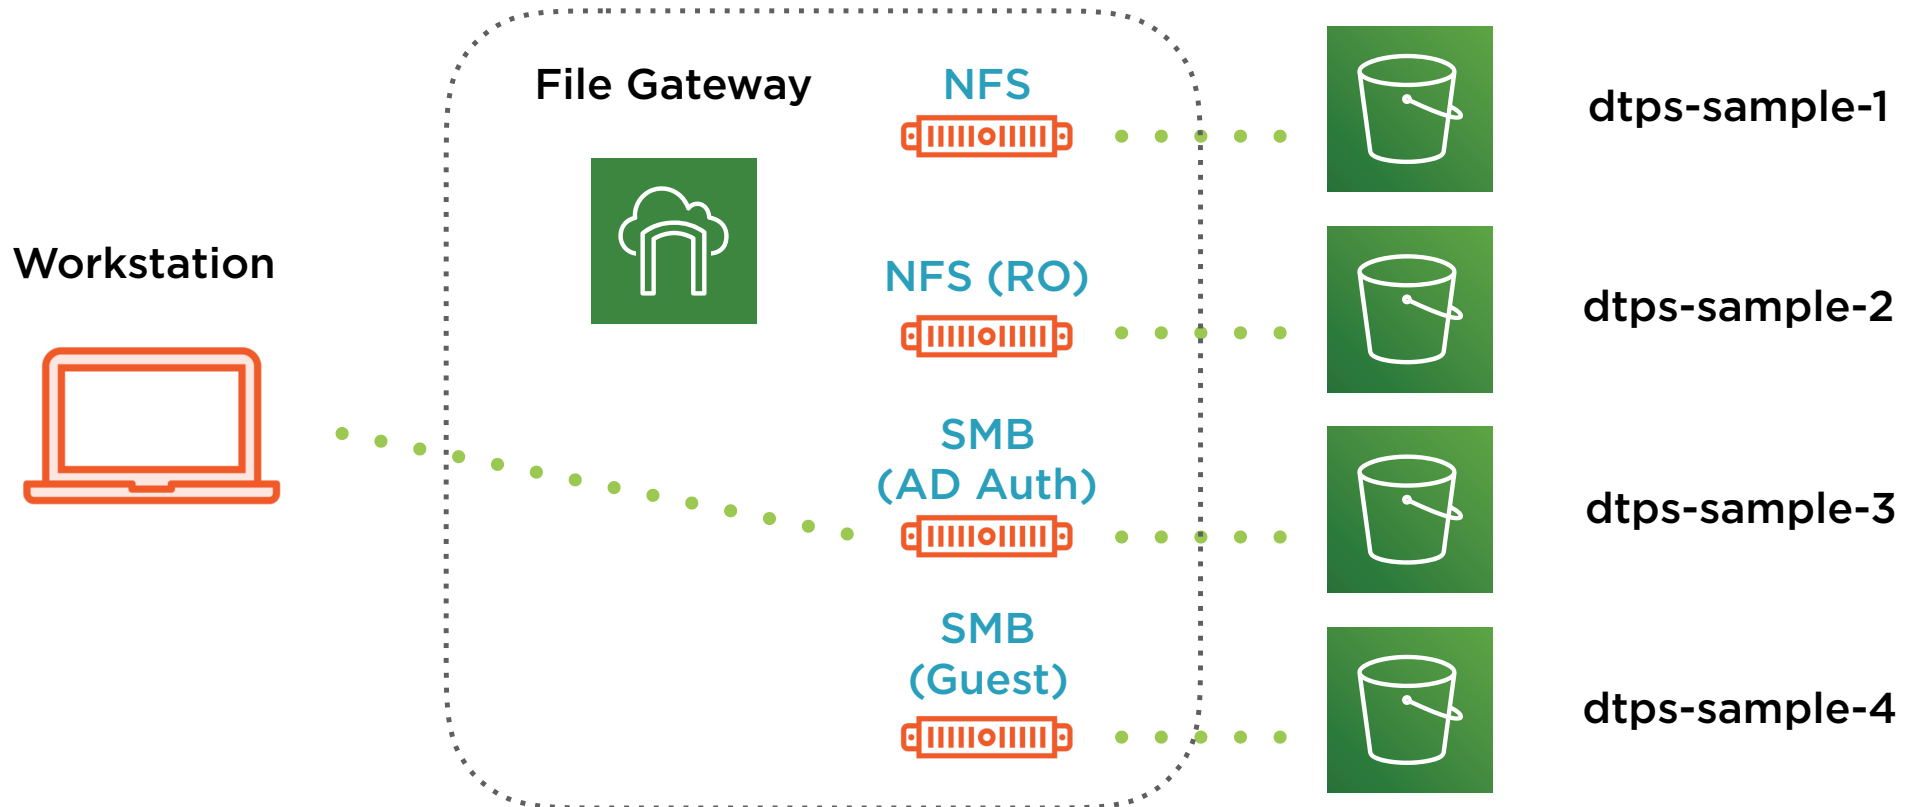 File Gateway
NFS
dtps-sample-1
Workstation
NFS (RO)
dtps-sample-2
SMB
(AD Auth)
dtps-sample-3
SMB
(Guest)
dtps-sample-4